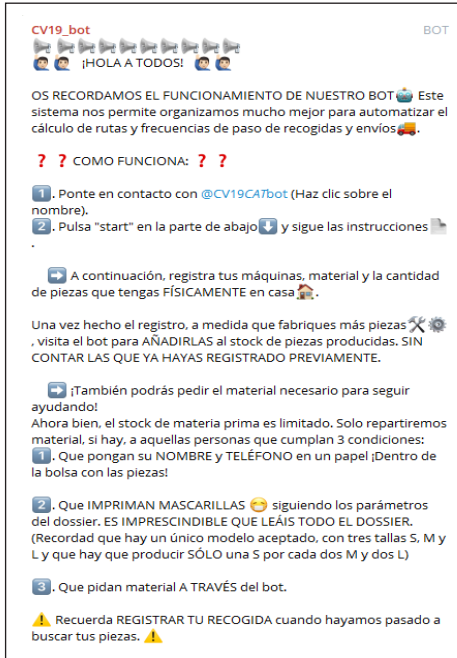 CV19_bot BOT
📢 📢 📢 📢 📢 📢 📢 📢 📢 📢
🙋🏻‍♂️ 🙋🏻‍♂️ ¡HOLA A TODOS! 🙋🏻‍♂️ 🙋🏻‍♂️
OS RECORDAMOS EL FUNCIONAMIENTO DE NUESTRO BOT🤖 Este
sistema nos permite organizamos mucho mejor para automatizar el
cálculo de rutas y frecuencias de paso de recogidas y envíos🚚.
❓ ❓ COMO FUNCIONA: ❓ ❓
1️⃣. Ponte en contacto con @CV19CATbot (Haz clic sobre el
nombre).
2️⃣. Pulsa "start" en la parte de abajo⬇️ y sigue las instrucciones 📄
.
➡️ A continuación, registra tus máquinas, material y la cantidad
de piezas que tengas FÍSICAMENTE en casa🏠.
Una vez hecho el registro, a medida que fabriques más piezas🛠⚙️
, visita el bot para AÑADIRLAS al stock de piezas producidas. SIN
CONTAR LAS QUE YA HAYAS REGISTRADO PREVIAMENTE.
➡️ ¡También podrás pedir el material necesario para seguir
ayudando!
Ahora bien, el stock de materia prima es limitado. Solo repartiremos
material, si hay, a aquellas personas que cumplan 3 condiciones:
1️⃣. Que pongan su NOMBRE y TELÉFONO en un papel ¡Dentro de
la bolsa con las piezas!
2️⃣. Que IMPRIMAN MASCARILLAS 😷 siguiendo los parámetros
del dossier. ES IMPRESCINDIBLE QUE LEÁIS TODO EL DOSSIER.
(Recordad que hay un único modelo aceptado, con tres tallas S, M y
L y que hay que producir SÓLO una S por cada dos M y dos L)
3️⃣. Que pidan material A TRAVÉS del bot.
⚠️ Recuerda REGISTRAR TU RECOGIDA cuando hayamos pasado a
buscar tus piezas. ⚠️